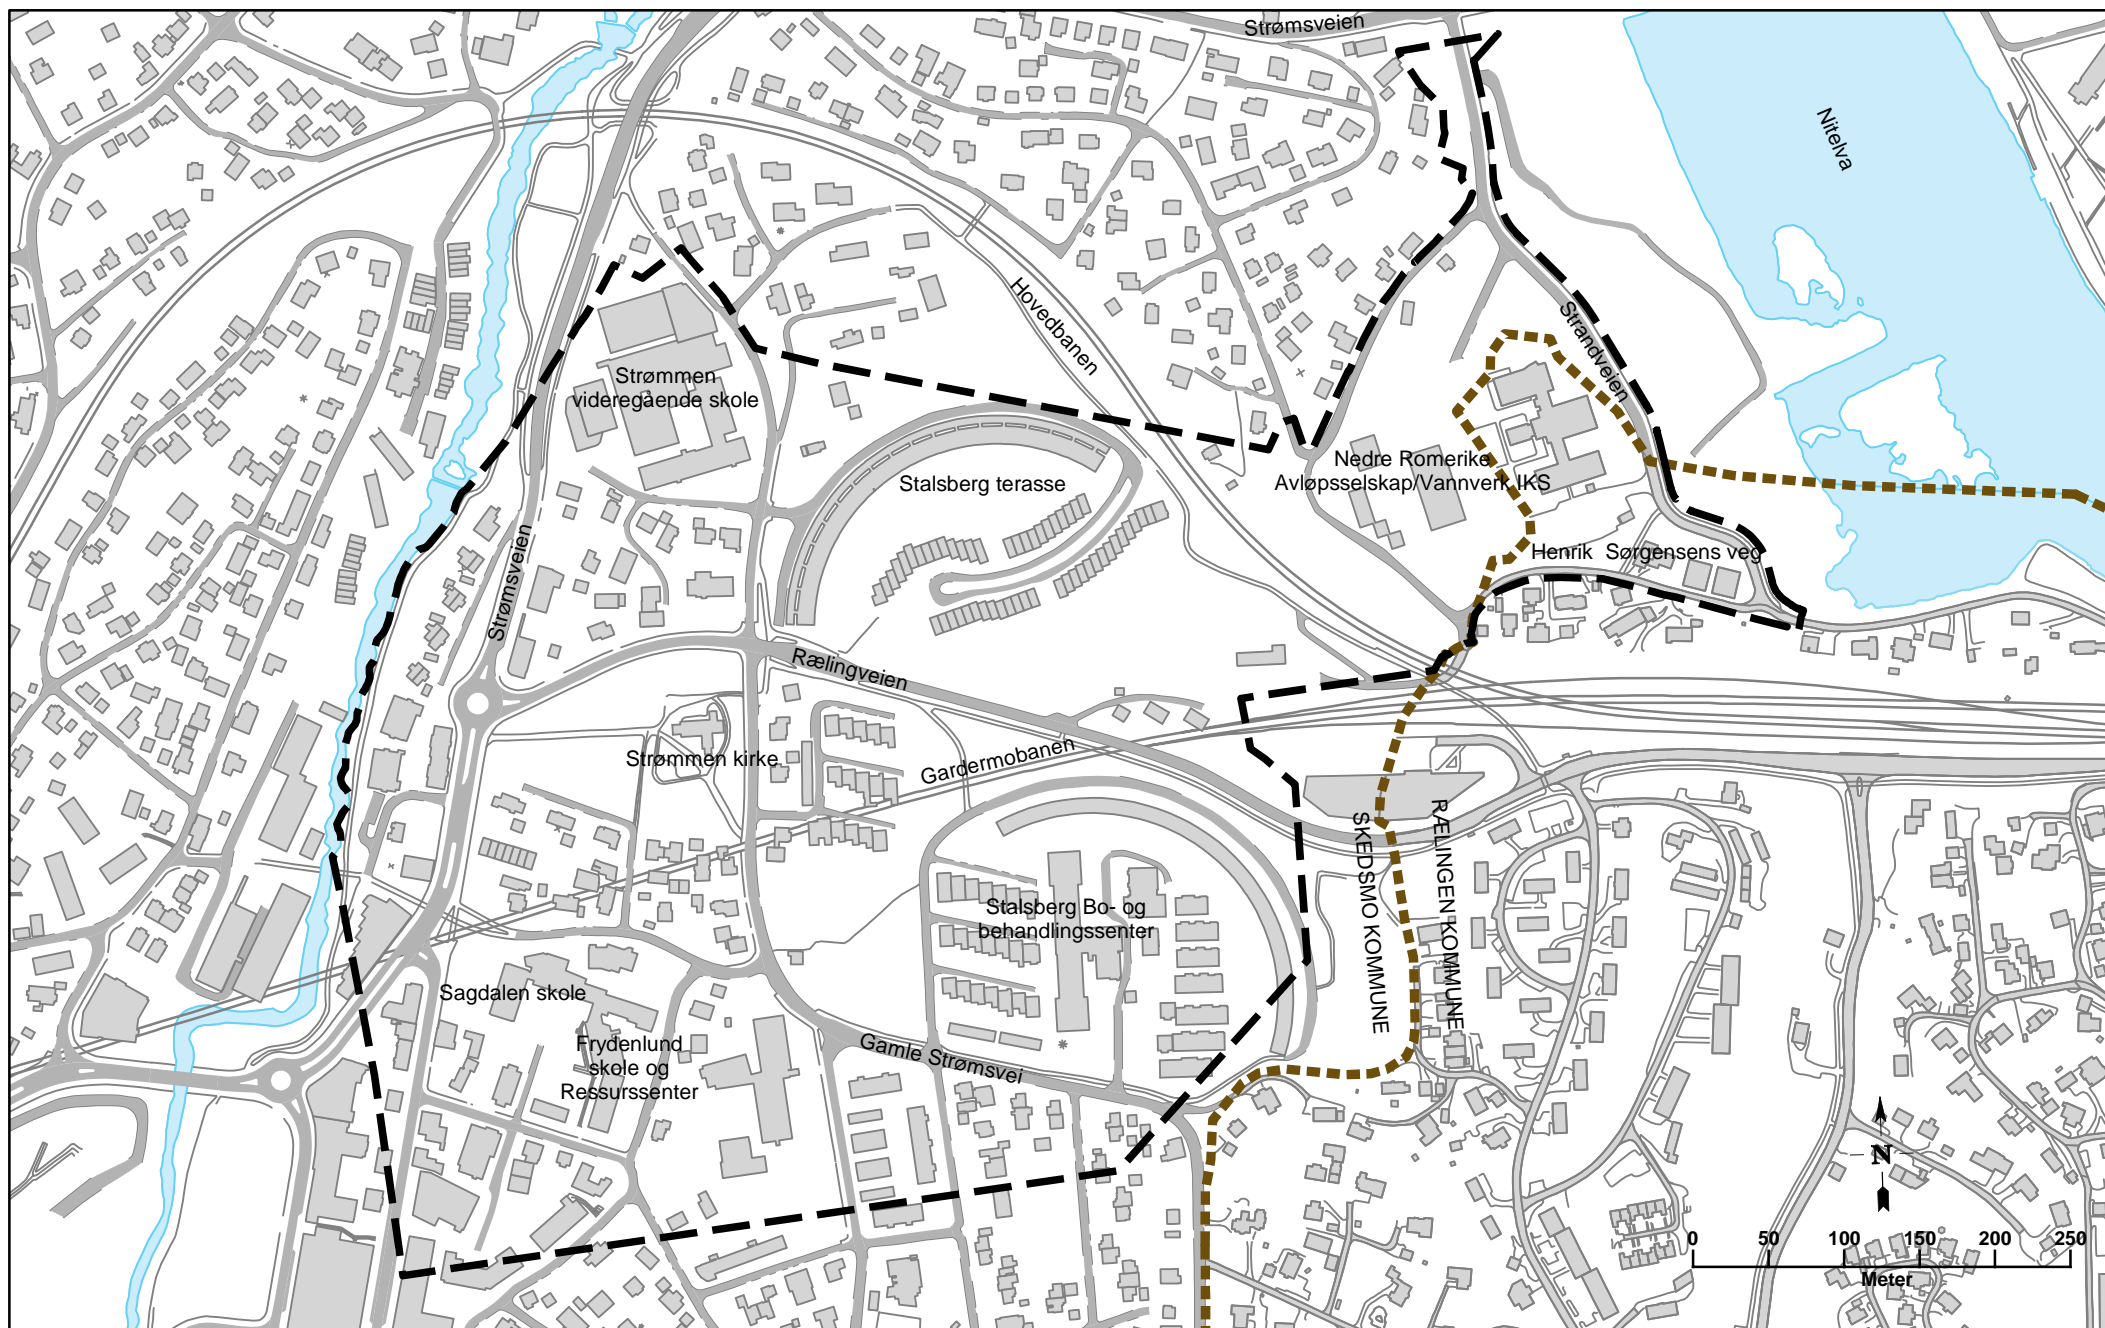 Strømsveien
Nitelva
Hovedbanen
Strandveien
Strømmen
videregående skole
Stalsberg terasse
Nedre Romerike
Avløpsselskap/Vannverk IKS
Strømsveien
Henrik Sørgensens veg
Rælingveien
Strømmen kirke
Gardermobanen
SKEDSMO KOMMUNE
RÆLINGEN KOMMUNE
Stalsberg Bo- og
behandlingssenter
Sagdalen skole
Frydenlund
skole og
Ressurssenter
Gamle Strømsvei
N
0 50 100 150 200 250
Meter